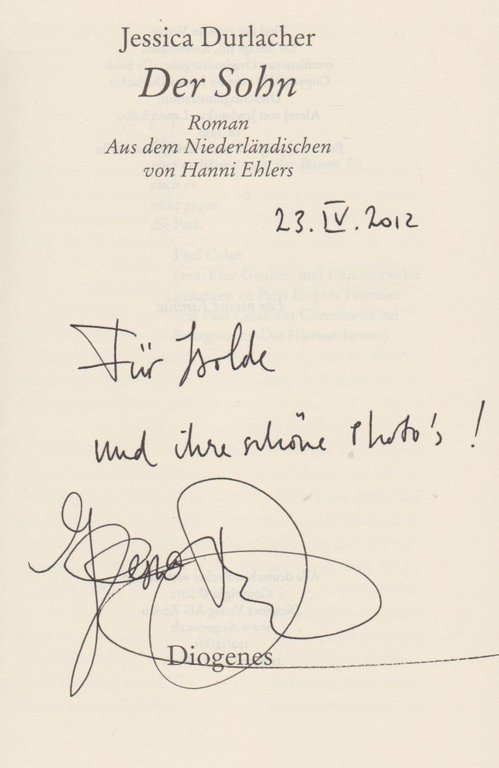 Jessica Durlacher
Der Sohn
Roman
Aus dem Niederländischen
von Hanni Ehlers
23.IV.2012
Für Isolde
und ihre schöne Photo's!
Diogenes